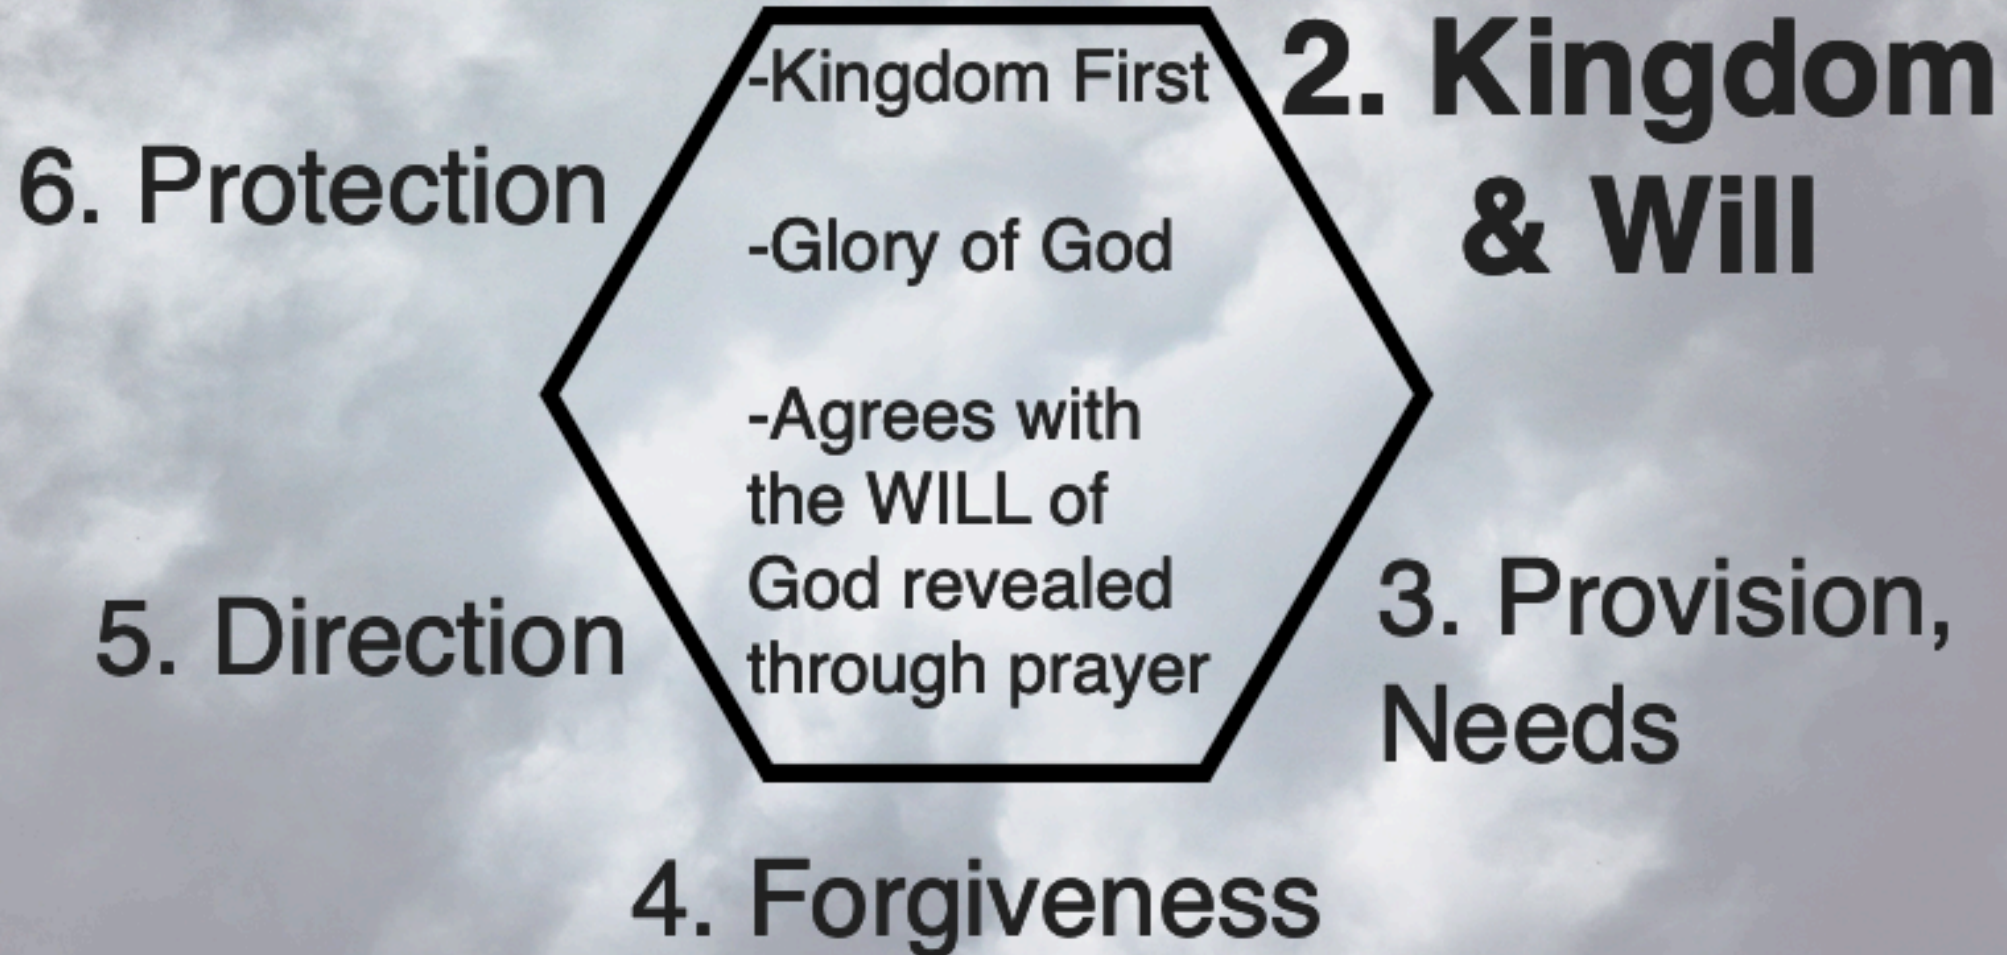 -Kingdom First
-Glory of God
-Agrees with
the WILL of
God revealed
through prayer
2. Kingdom
& Will
3. Provision,
Needs
4. Forgiveness
5. Direction
6. Protection